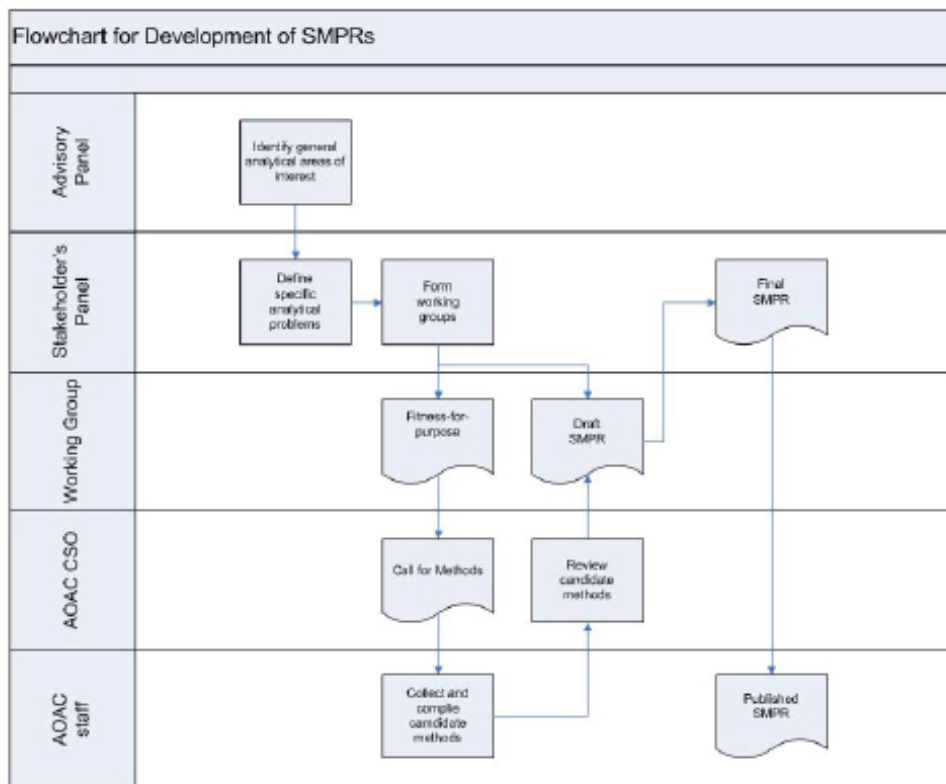 Flowchart for Development of SMPRs
Advisory
Panel
Identify general
analytical areas of
interest
Stakeholder's
Panel
Define
specific
analytical
problems
Form
working
groups
Final
SMPR
Working Group
Fitness-for-
purpose
Draft
SMPR
AOAC CSO
Call for Methods
Review
candidate
methods
AOAC
staff
Collect and
complie
candidate
methods
Published
SMPR